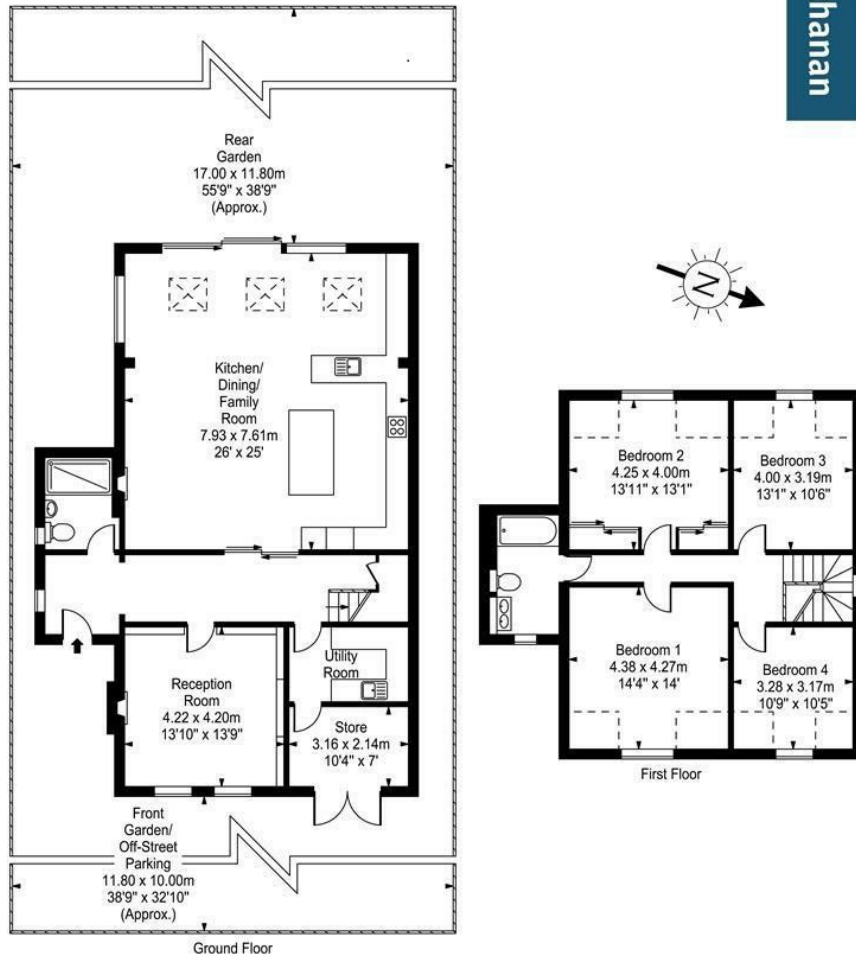 hanan
Rear
Garden
17.00 x 11.80m
55'9" x 38'9"
(Approx.)
Kitchen/
Dining/
Family
Room
7.93 x 7.61m
26' x 25'
Utility
Room
Reception
Room
4.22 x 4.20m
13'10" x 13'9"
Store
3.16 x 2.14m
10'4" x 7'
Front
Garden/
Off-Street
Parking
11.80 x 10.00m
38'9" x 32'10"
(Approx.)
Ground Floor
N
Bedroom 2
4.25 x 4.00m
13'11" x 13'1"
Bedroom 3
4.00 x 3.19m
13'1" x 10'6"
Bedroom 1
4.38 x 4.27m
14'4" x 14'
Bedroom 4
3.28 x 3.17m
10'9" x 10'5"
First Floor